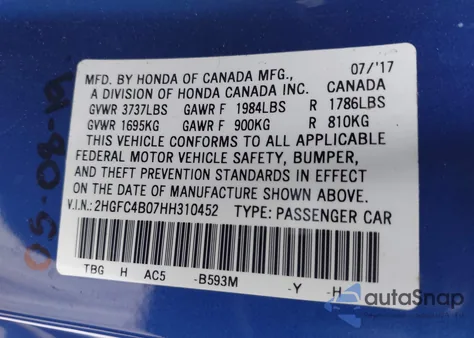 07/'17
MFD. BY HONDA OF CANADA MFG., CANADA
A DIVISION OF HONDA CANADA INC.
GVWR 3737LBS GAWR F 1984LBS R 1786LBS
GVWR 1695KG GAWR F 900KG R 810KG
THIS VEHICLE CONFORMS TO ALL APPLICABLE
FEDERAL MOTOR VEHICLE SAFETY, BUMPER,
AND THEFT PREVENTION STANDARDS IN EFFECT
ON THE DATE OF MANUFACTURE SHOWN ABOVE.
V.I.N.: 2HGFC4B07HH310452 TYPE: PASSENGER CAR
TBG H AC5 -B593M -Y -H-
autoSnap